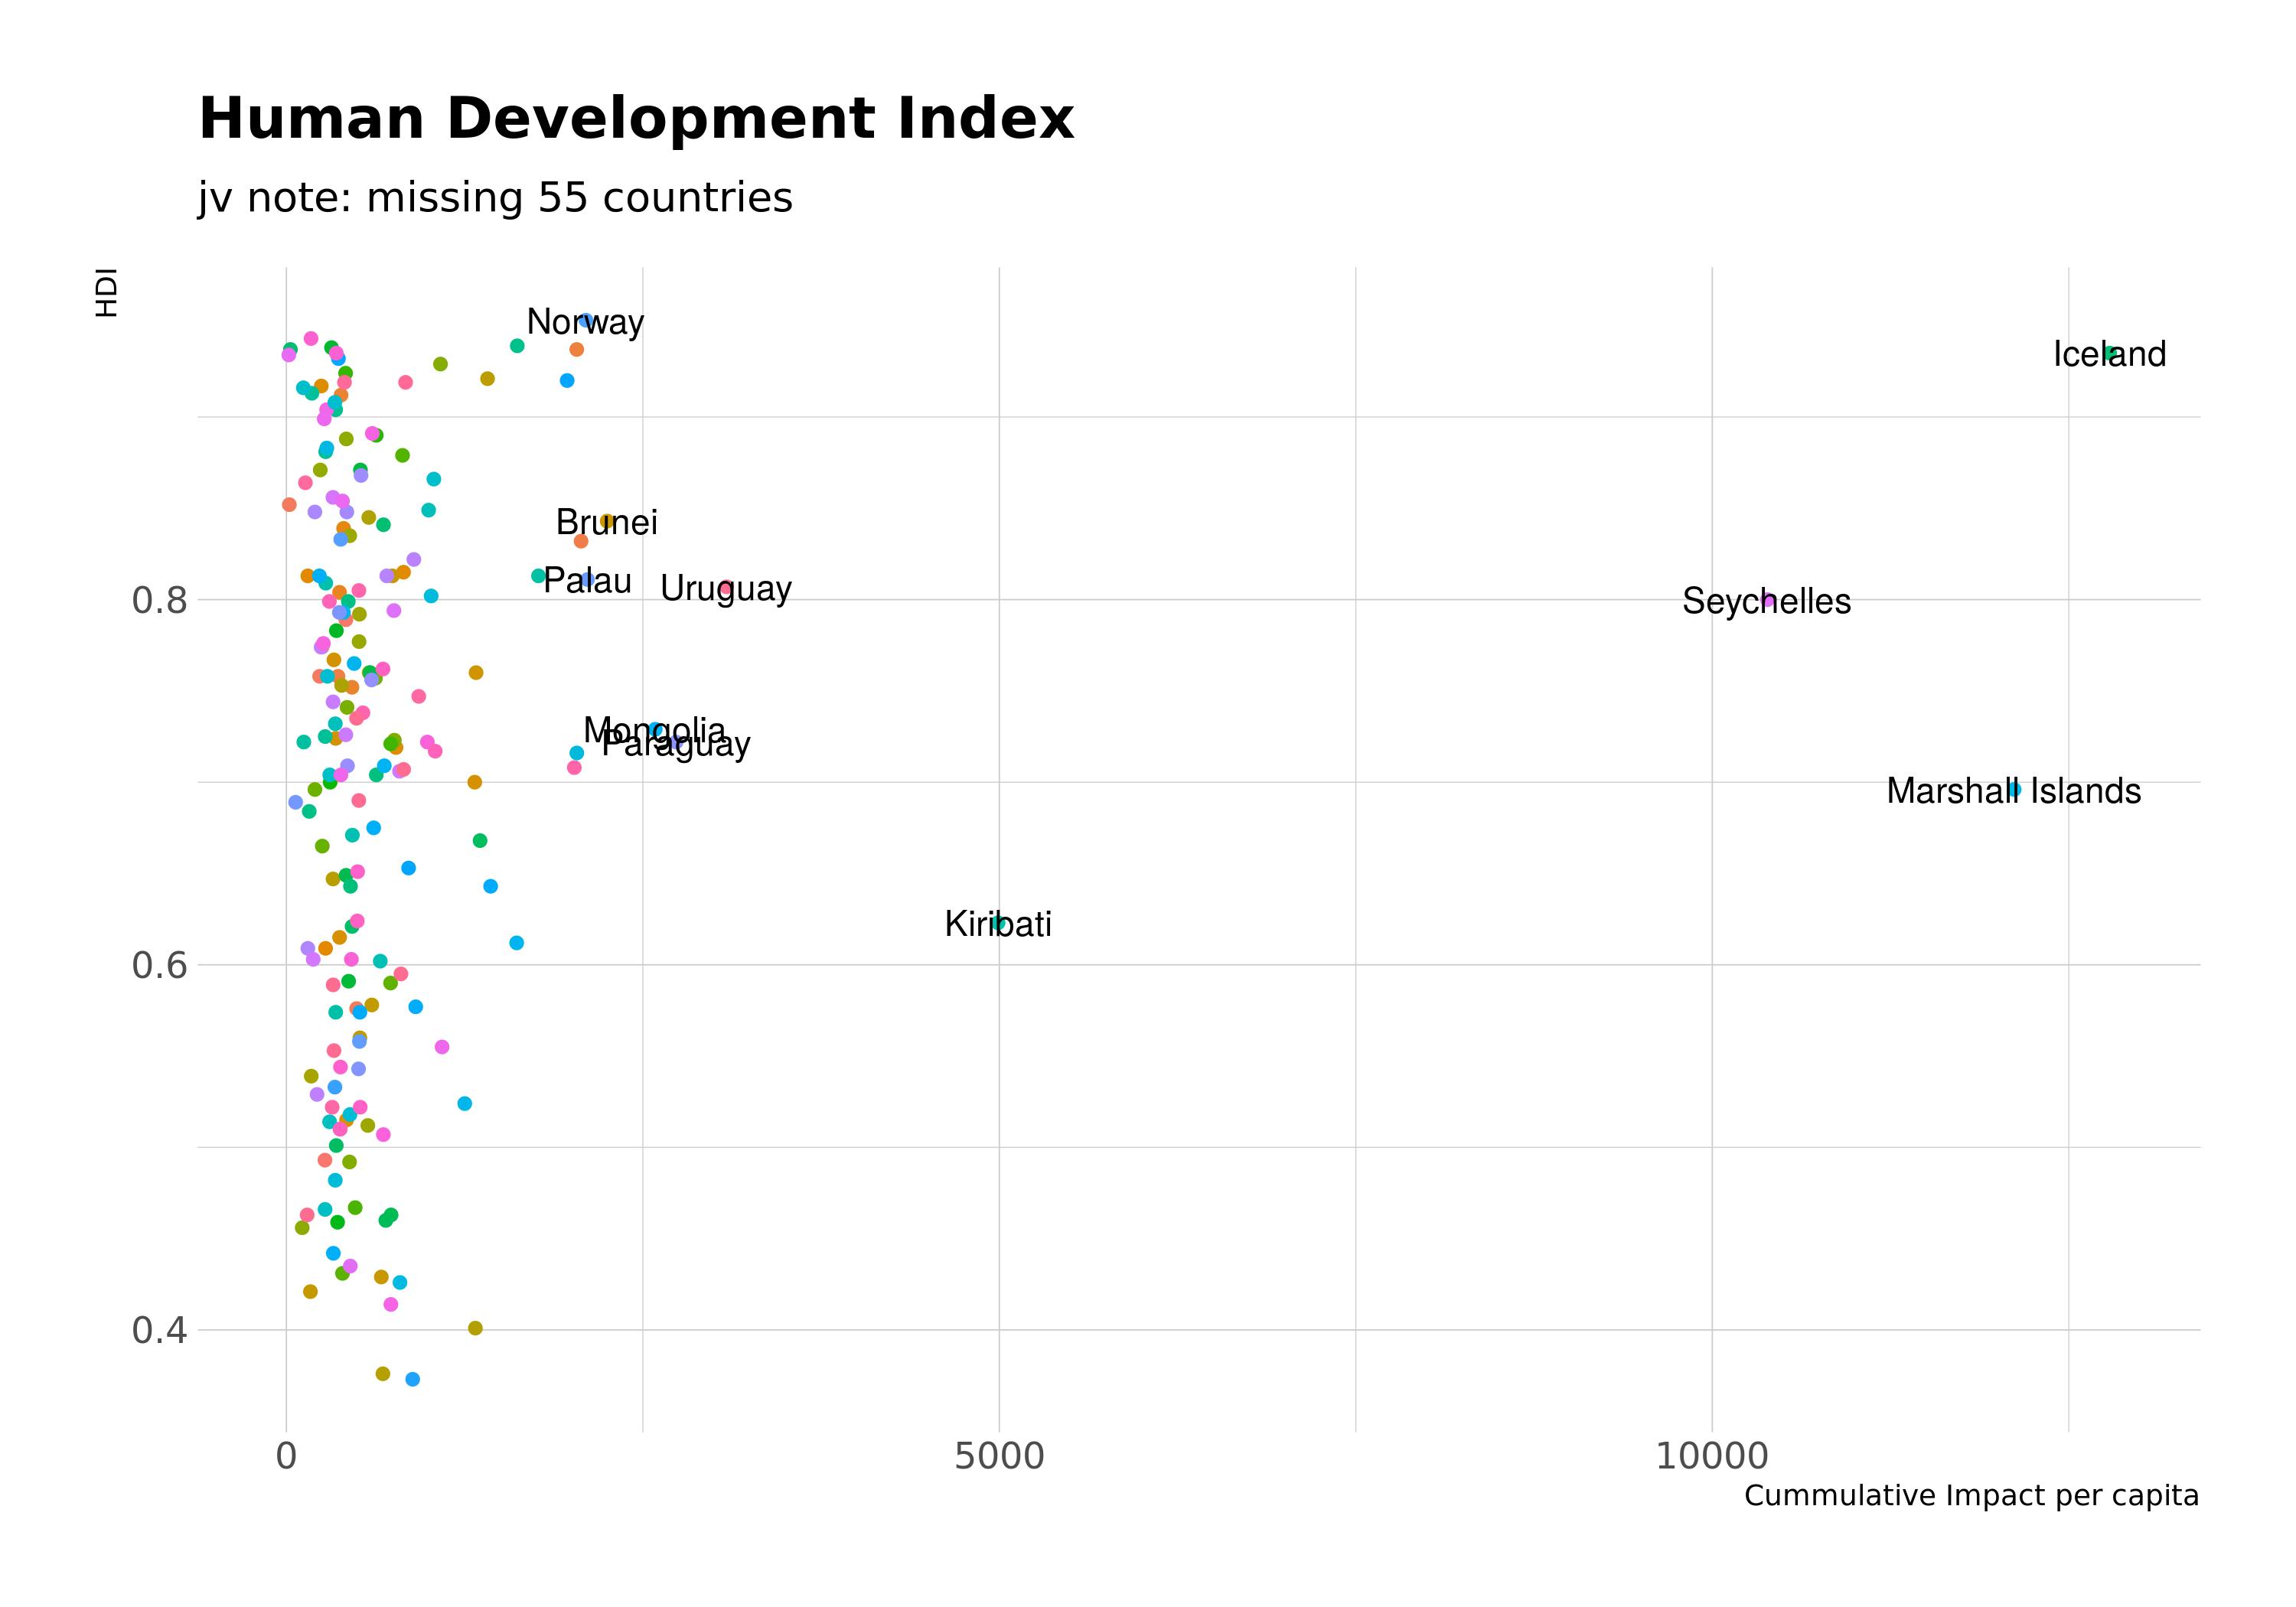 Human Development Index
jv note: missing 55 countries
HDI
Norway
Iceland
Brunei
Palau
Uruguay
Seychelles
0.8
Mongolia
Paraguay
Marshall Islands
Kiribati
0.6
0.4
0
5000
10000
Cummulative Impact per capita